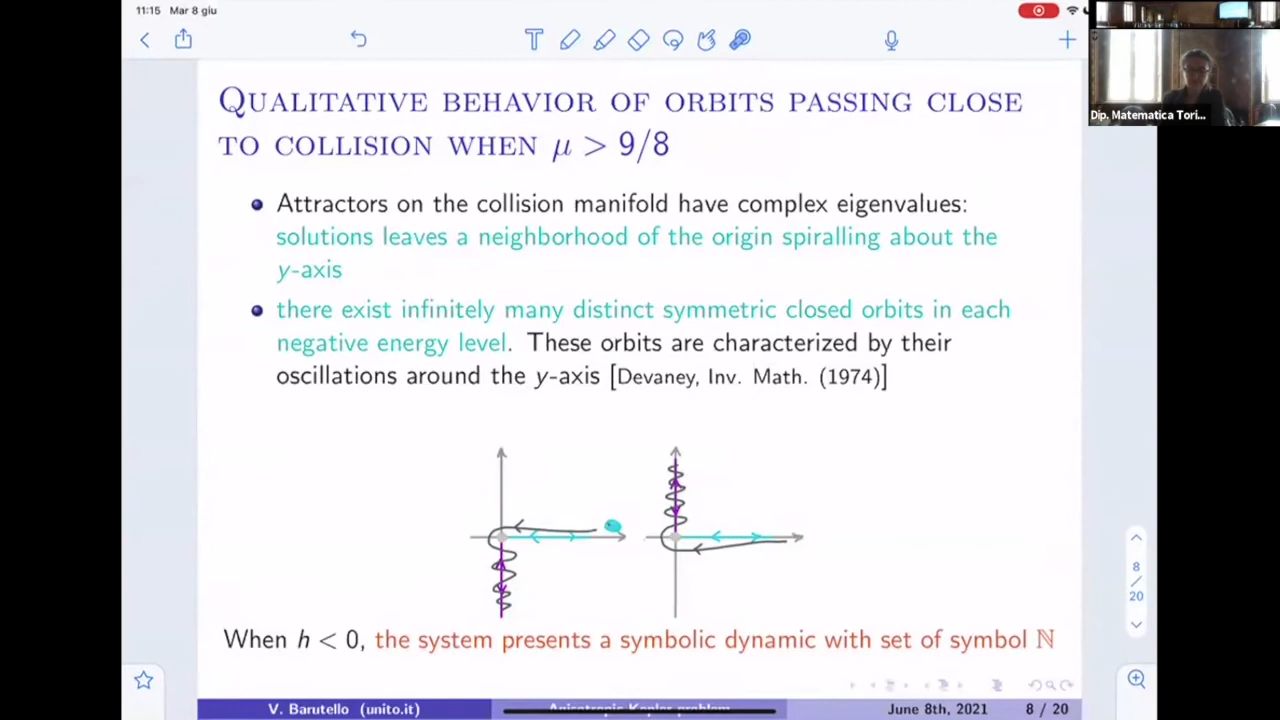 11:15 Mar 8 giu
QUALITATIVE BEHAVIOR OF ORBITS PASSING CLOSE
TO COLLISION WHEN μ > 9/8
Dip. Matematica Tori...
Attractors on the collision manifold have complex eigenvalues:
solutions leaves a neighborhood of the origin spiralling about the
y-axis
there exist infinitely many distinct symmetric closed orbits in each
negative energy level. These orbits are characterized by their
oscillations around the y-axis [Devaney, Inv. Math. (1974)]
8
/
20
When h < 0, the system presents a symbolic dynamic with set of symbol ℕ
V. Barutello (unito.it) Anisotropic Kepler problem June 8th, 2021 8 / 20